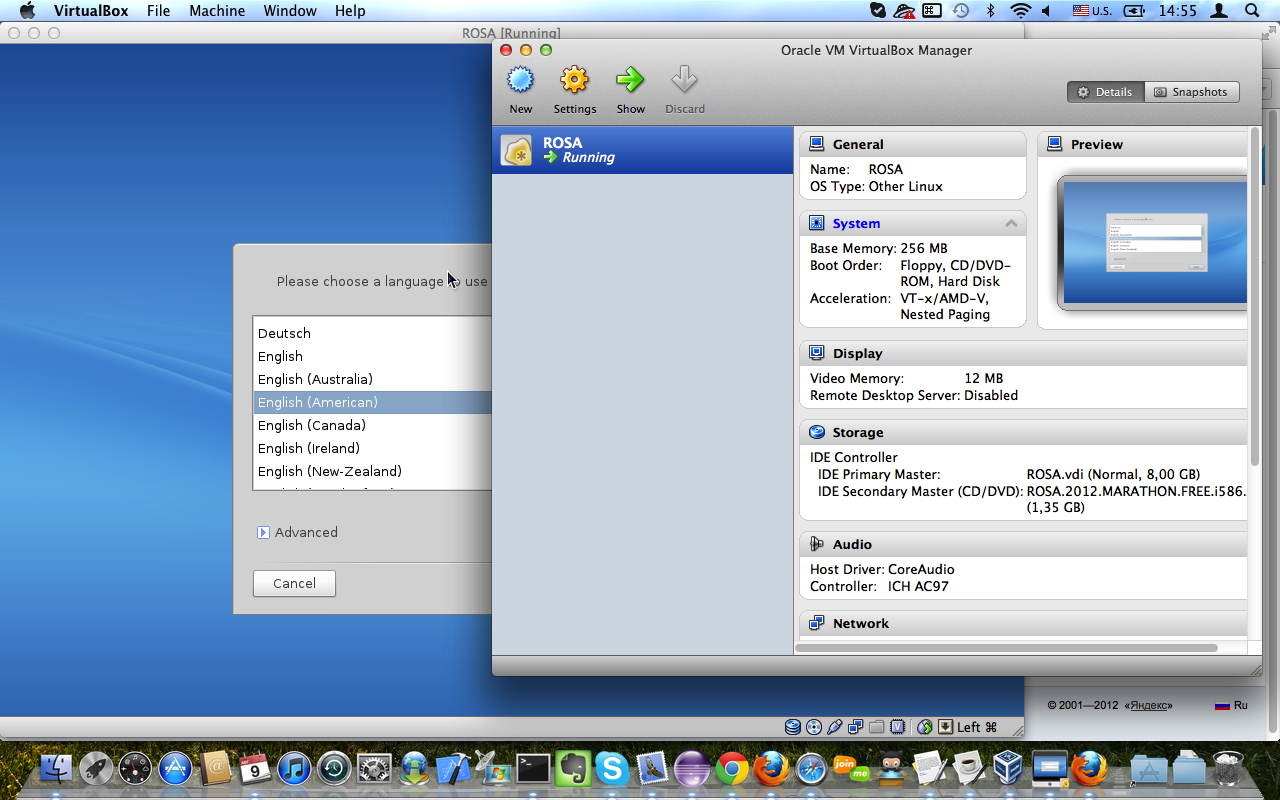 VirtualBox File Machine Window Help U.S. 14:55
ROSA [Running]
Oracle VM VirtualBox Manager
New Settings Show Discard Details Snapshots
ROSA
Running
General
Name: ROSA
OS Type: Other Linux
System
Base Memory: 256 MB
Boot Order: Floppy, CD/DVD-
ROM, Hard Disk
Acceleration: VT-x/AMD-V,
Nested Paging
Preview
Display
Video Memory: 12 MB
Remote Desktop Server: Disabled
Storage
IDE Controller
IDE Primary Master: ROSA.vdi (Normal, 8,00 GB)
IDE Secondary Master (CD/DVD): ROSA.2012.MARATHON.FREE.i586.
(1,35 GB)
Audio
Host Driver: CoreAudio
Controller: ICH AC97
Network
Please choose a language to use
Deutsch
English
English (Australia)
English (American)
English (Canada)
English (Ireland)
English (New-Zealand)
Advanced
Cancel
© 2001—2012 «Яндекс» Ru
Left ⌘
9
join
me